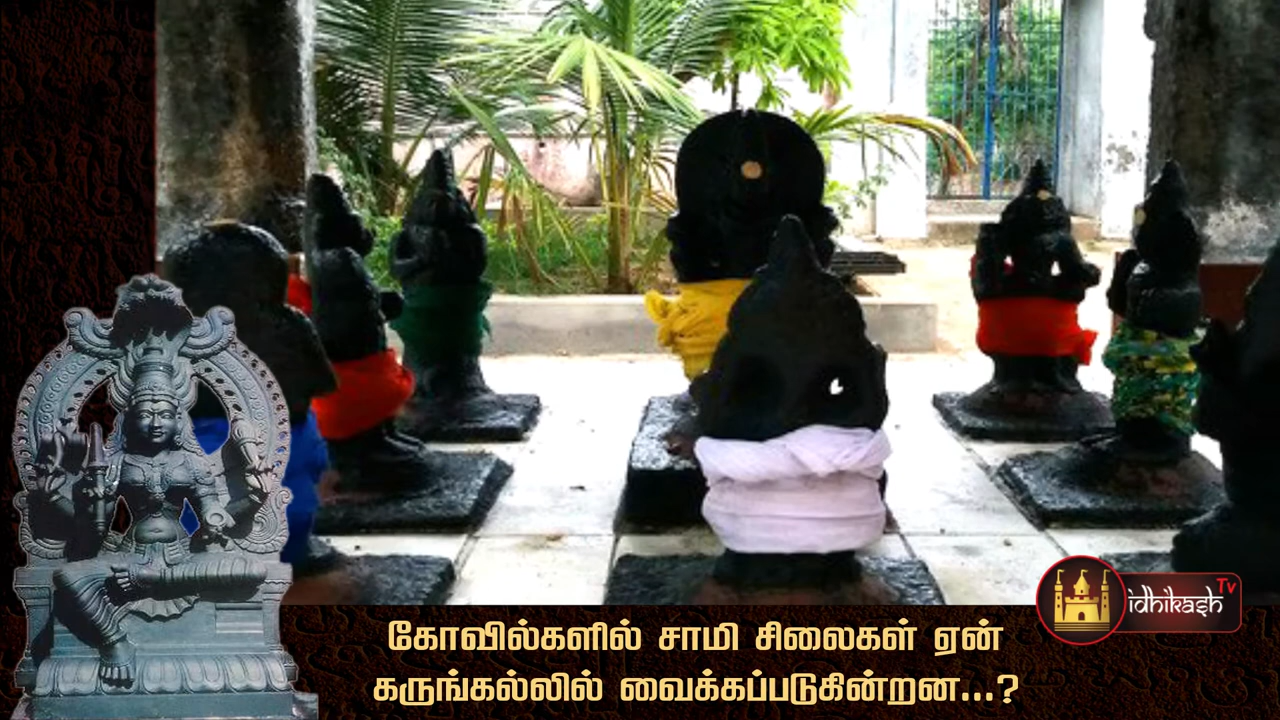 idhikash Tv
கோவில்களில் சாமி சிலைகள் ஏன்
கருங்கல்லில் வைக்கப்படுகின்றன...?